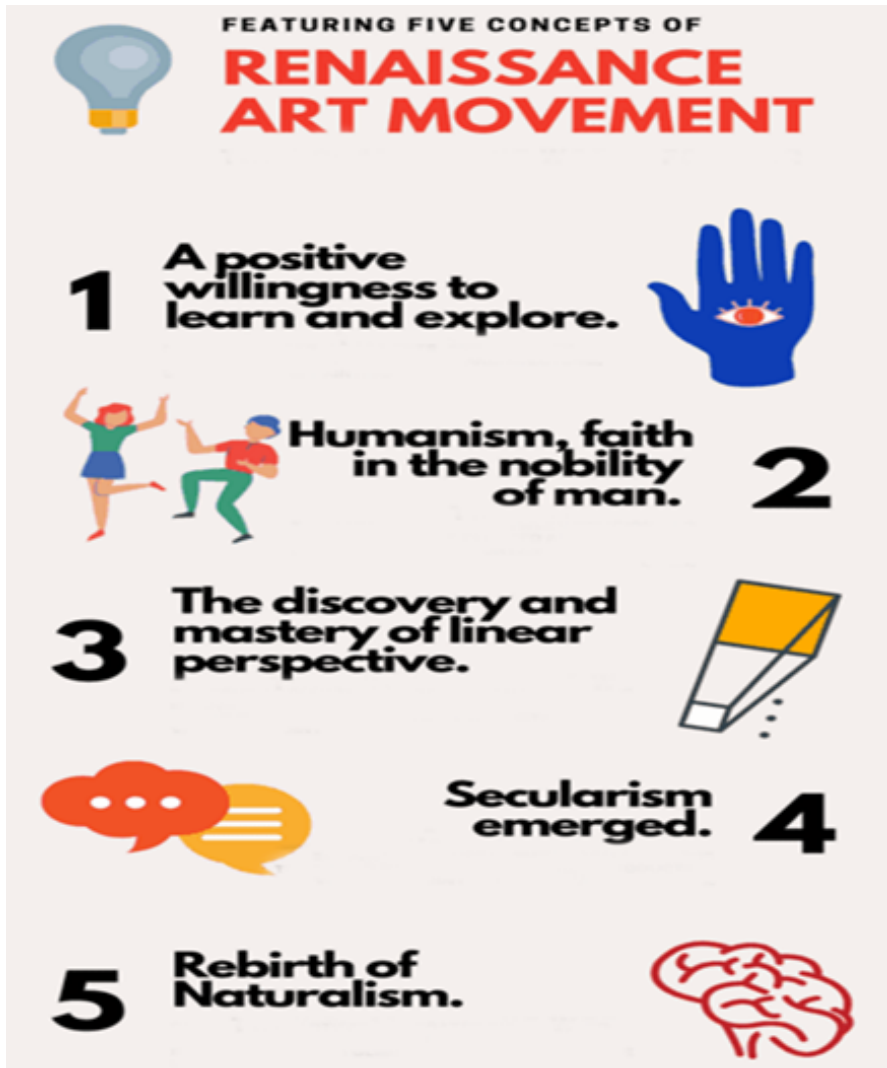 FEATURING FIVE CONCEPTS OF
RENAISSANCE
ART MOVEMENT
1
A positive
willingness to
learn and explore.
Humanism, faith
in the nobility
of man.
2
3
The discovery and
mastery of linear
perspective.
Secularism
emerged.
4
5
Rebirth of
Naturalism.